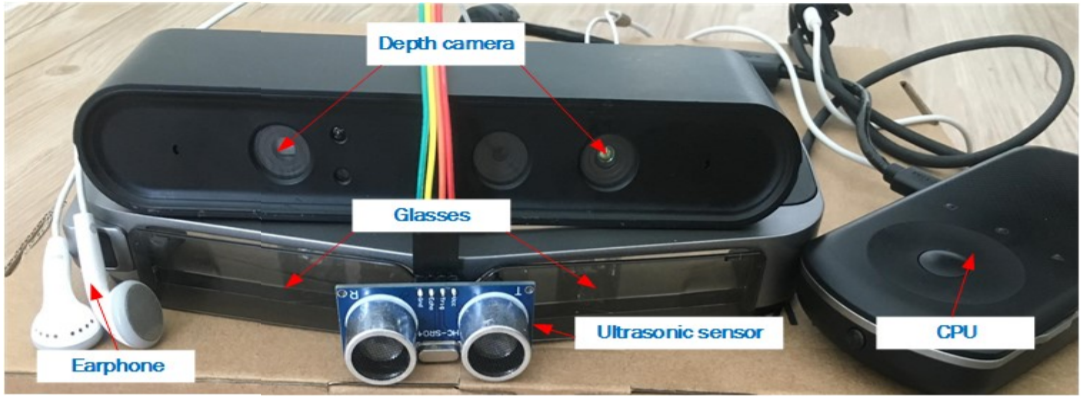 Depth camera
Glasses
R
T
HC-SR04
Ultrasonic sensor
CPU
Earphone